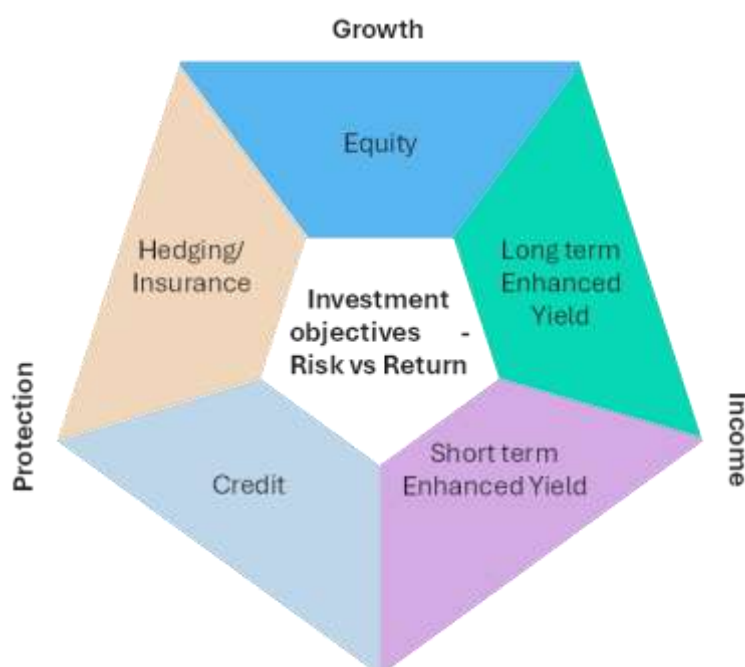 Growth
Equity
Hedging/
Insurance
Long term
Enhanced
Yield
Investment
objectives -
Risk vs Return
Protection
Income
Credit
Short term
Enhanced Yield